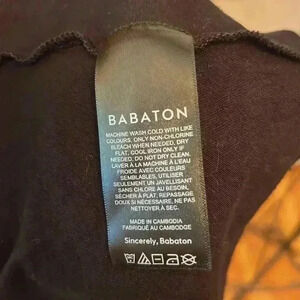 BABATON
MACHINE WASH COLD WITH LIKE
COLOURS, ONLY NON-CHLORINE
BLEACH WHEN NEEDED, DRY
FLAT, COOL IRON ONLY IF
NEEDED, DO NOT DRY CLEAN.
LAVER À LA MACHINE À L'EAU
FROIDE AVEC COULEURS
SEMBLABLES, UTILISER
SEULEMENT UN JAVELLISANT
SANS CHLORE AU BESOIN,
SÉCHER À PLAT, REPASSAGE
DOUX SI NÉCESSAIRE, NE PAS
NETTOYER À SEC.
MADE IN CAMBODIA
FABRIQUÉ AU CAMBODGE
Sincerely, Babaton